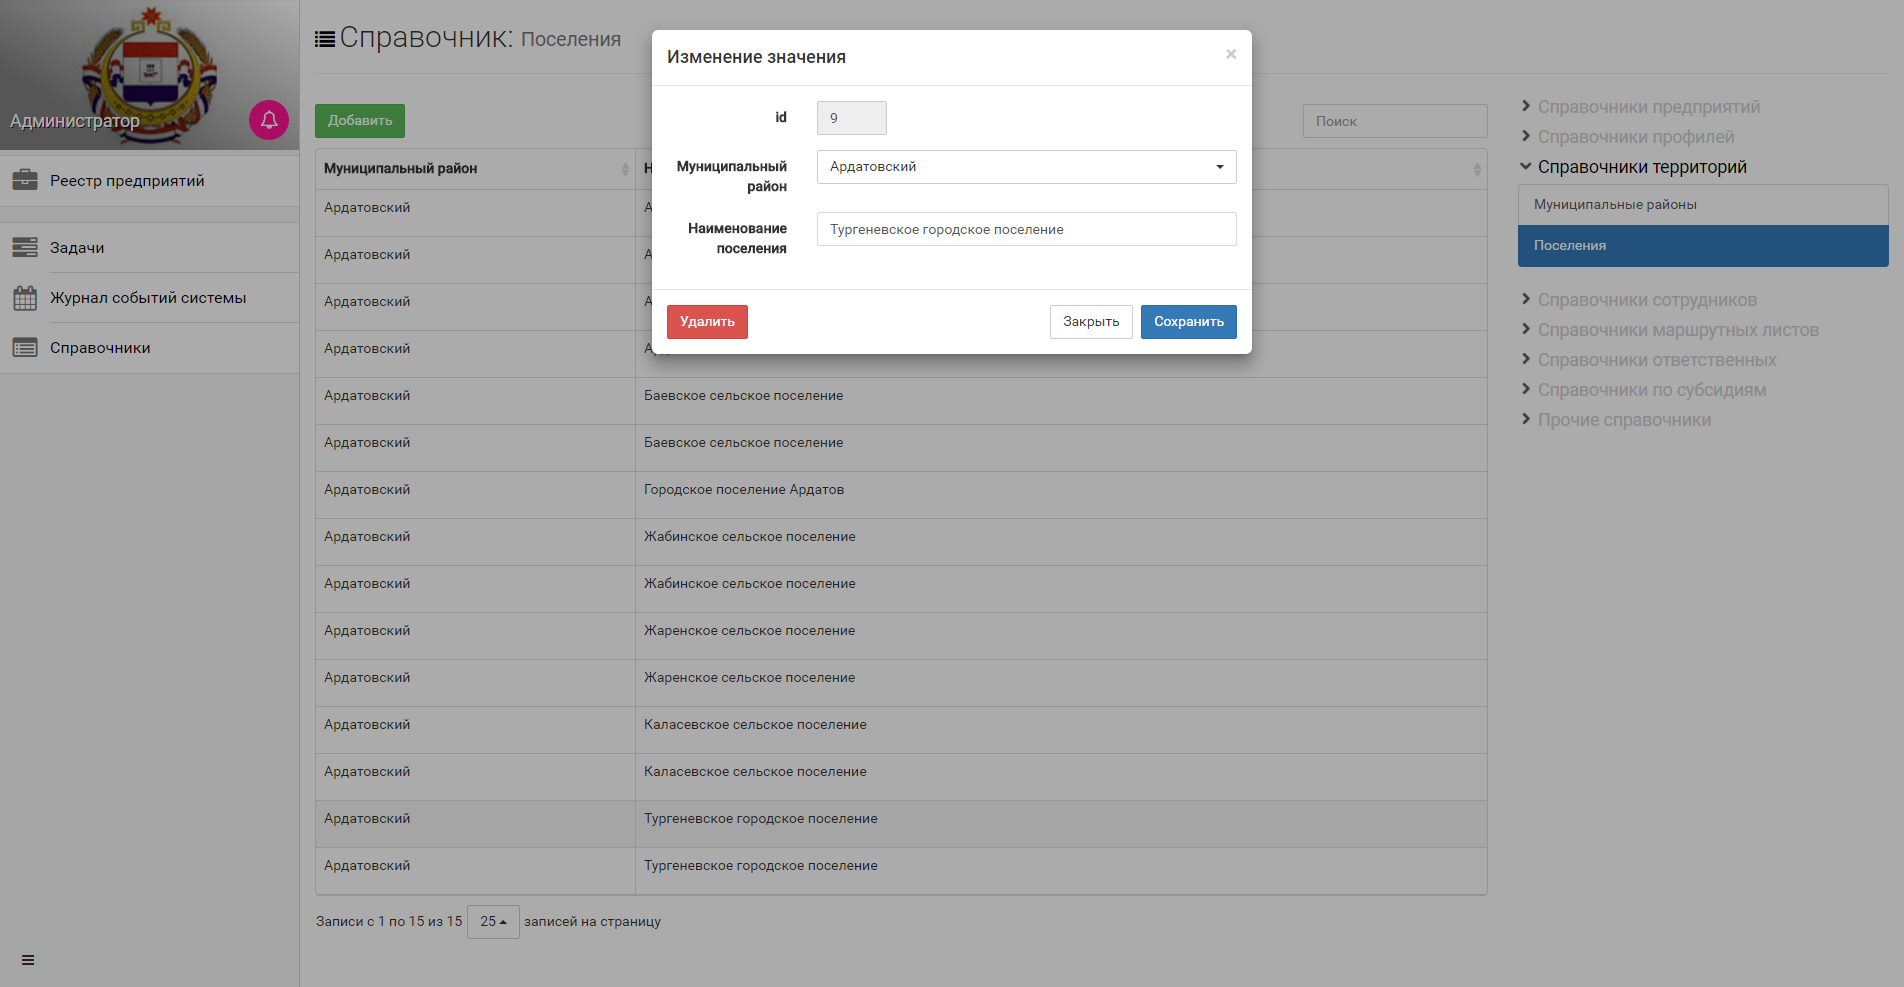 Администратор
Реестр предприятий
Задачи
Журнал событий системы
Справочники
Справочник: Поселения
Добавить
Поиск
Муниципальный район
Ардатовский
Ардатовский
Ардатовский
Ардатовский
Ардатовский Баевское сельское поселение
Ардатовский Баевское сельское поселение
Ардатовский Городское поселение Ардатов
Ардатовский Жабинское сельское поселение
Ардатовский Жабинское сельское поселение
Ардатовский Жаренское сельское поселение
Ардатовский Жаренское сельское поселение
Ардатовский Каласевское сельское поселение
Ардатовский Каласевское сельское поселение
Ардатовский Тургеневское городское поселение
Ардатовский Тургеневское городское поселение
Записи с 1 по 15 из 15 25 записей на страницу
Изменение значения ×
id 9
Муниципальный
район
Ардатовский
Наименование
поселения
Тургеневское городское поселение
Удалить Закрыть Сохранить
Справочники предприятий
Справочники профилей
Справочники территорий
Муниципальные районы
Поселения
Справочники сотрудников
Справочники маршрутных листов
Справочники ответственных
Справочники по субсидиям
Прочие справочники